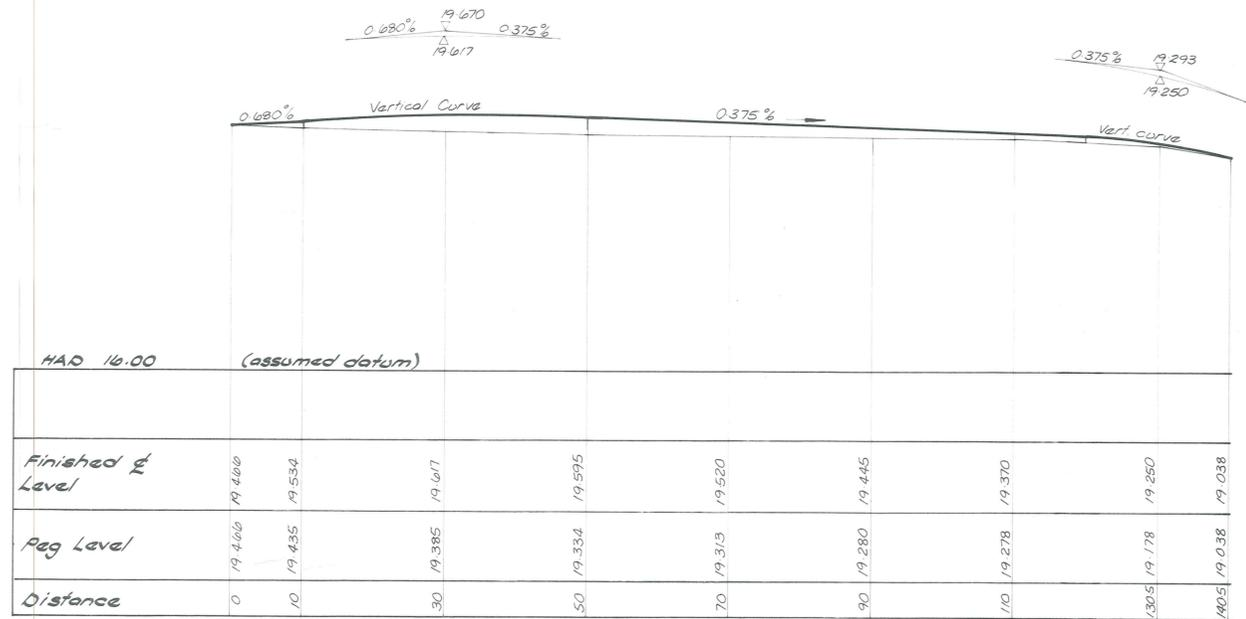 19.670
0.680% 0.375%
19.617
0.375% 19.293
19.250
0.680% Vertical Curve 0.375% Vert. curve
HAD 16.00 (assumed datum)
Finished ₵ 19.466 19.534 19.617 19.595 19.520 19.445 19.370 19.250 19.038
Level
Peg Level 19.466 19.435 19.385 19.334 19.313 19.280 19.278 19.178 19.038
Distance 0 10 30 50 70 90 110 130.5 140.5